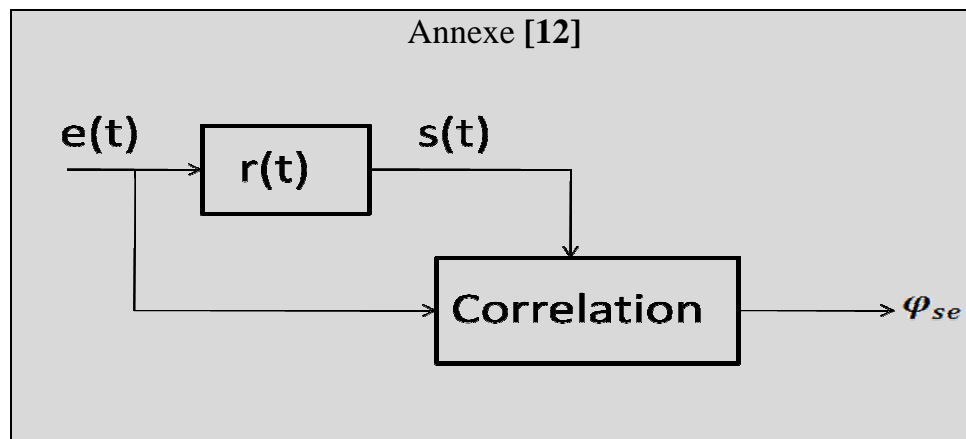 Annexe [12]
e(t)
s(t)
r(t)
Correlation
φse